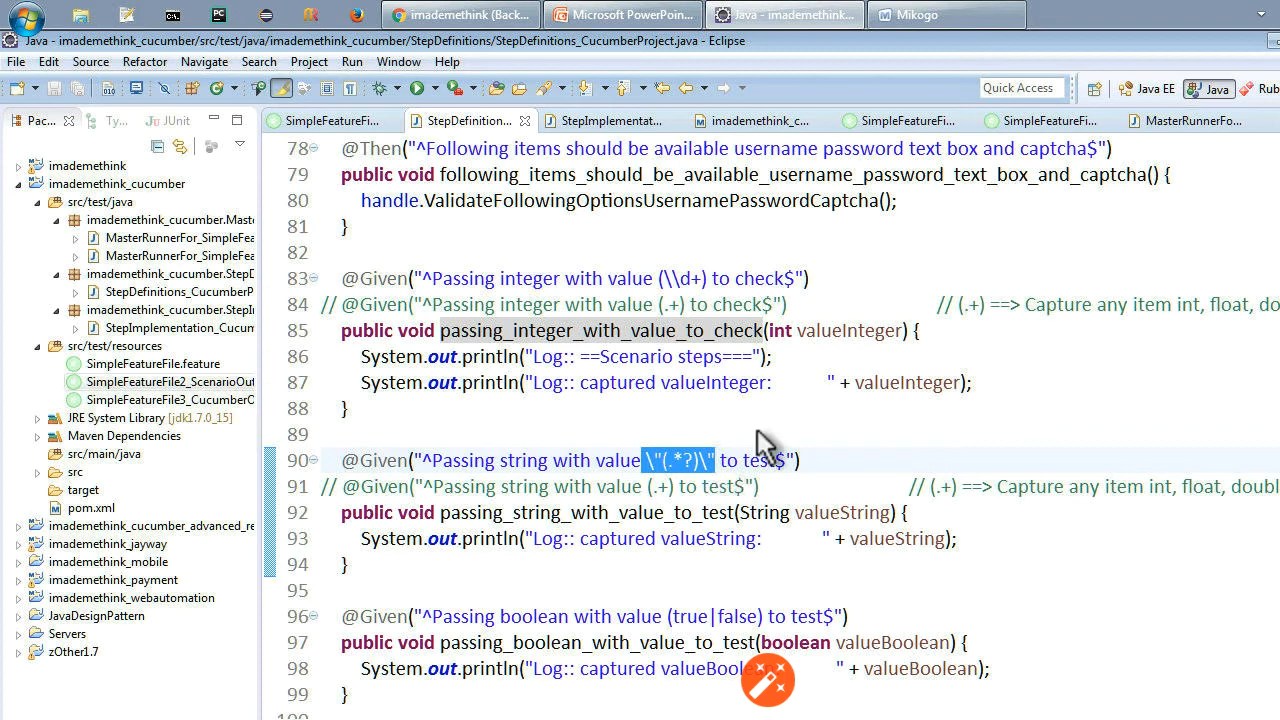 imademethink (Back...
Microsoft PowerPoin...
Java - imademethink...
Mikogo
Java - imademethink_cucumber/src/test/java/imademethink_cucumber/StepDefinitions/StepDefinitions_CucumberProject.java - Eclipse
File Edit Source Refactor Navigate Search Project Run Window Help
Quick Access
Java EE
Java
Rub
Pac...
Ty...
JUnit
SimpleFeatureFi...
StepDefinition...
StepImplementat...
imademethink_c...
SimpleFeatureFi...
SimpleFeatureFi...
MasterRunnerFo...
imademethink
imademethink_cucumber
src/test/java
imademethink_cucumber.Mas
MasterRunnerFor_SimpleFea
MasterRunnerFor_SimpleFea
imademethink_cucumber.StepD
StepDefinitions_CucumberP
imademethink_cucumber.StepI
StepImplementation_Cucum
src/test/resources
SimpleFeatureFile.feature
SimpleFeatureFile2_ScenarioOut
SimpleFeatureFile3_CucumberO
JRE System Library [jdk1.7.0_15]
Maven Dependencies
src/main/java
src
target
pom.xml
imademethink_cucumber_advanced_re
imademethink_jayway
imademethink_mobile
imademethink_payment
imademethink_webautomation
JavaDesignPattern
Servers
zOther1.7
78 @Then("^Following items should be available username password text box and captcha$")
79 public void following_items_should_be_available_username_password_text_box_and_captcha() {
80 handle.ValidateFollowingOptionsUsernamePasswordCaptcha();
81 }
82
83 @Given("^Passing integer with value (\\d+) to check$")
84 // @Given("^Passing integer with value (.+) to check$") // (.+) ==> Capture any item int, float, do
85 public void passing_integer_with_value_to_check(int valueInteger) {
86 System.out.println("Log:: ==Scenario steps===");
87 System.out.println("Log:: captured valueInteger: " + valueInteger);
88 }
89
90 @Given("^Passing string with value \"(.*?)\" to test$")
91 // @Given("^Passing string with value (.+) to test$") // (.+) ==> Capture any item int, float, doubl
92 public void passing_string_with_value_to_test(String valueString) {
93 System.out.println("Log:: captured valueString: " + valueString);
94 }
95
96 @Given("^Passing boolean with value (true|false) to test$")
97 public void passing_boolean_with_value_to_test(boolean valueBoolean) {
98 System.out.println("Log:: captured valueBoolean: " + valueBoolean);
99 }